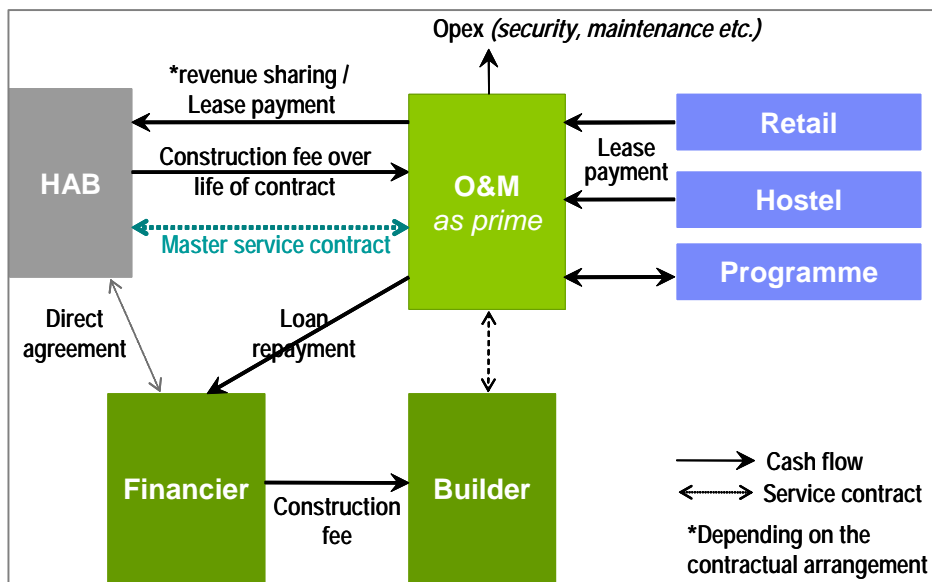 Opex (security, maintenance etc.)
*revenue sharing /
Lease payment
Retail
Construction fee over
life of contract
Lease
payment
HAB
O&M
as prime
Hostel
Master service contract
Programme
Direct
agreement
Loan
repayment
Financier
Builder
Construction
fee
Cash flow
Service contract
*Depending on the
contractual arrangement